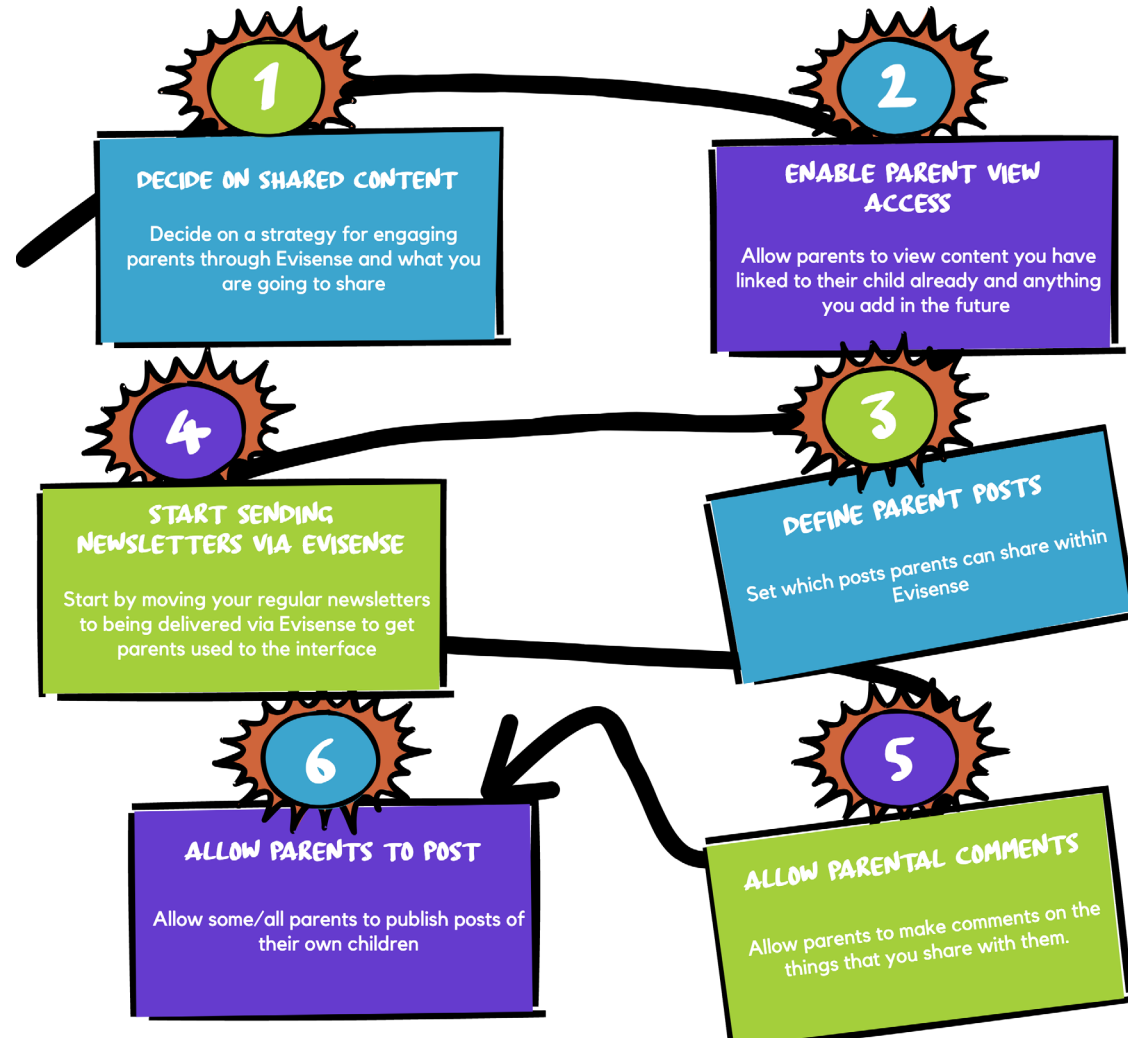 1
DECIDE ON SHARED CONTENT
Decide on a strategy for engaging
parents through Evisense and what you
are going to share
2
ENABLE PARENT VIEW
ACCESS
Allow parents to view content you have
linked to their child already and anything
you add in the future
3
DEFINE PARENT POSTS
Set which posts parents can share within
Evisense
4
START SENDING
NEWSLETTERS VIA EVISENSE
Start by moving your regular newsletters
to being delivered via Evisense to get
parents used to the interface
5
ALLOW PARENTAL COMMENTS
Allow parents to make comments on the
things that you share with them.
6
ALLOW PARENTS TO POST
Allow some/all parents to publish posts of
their own children